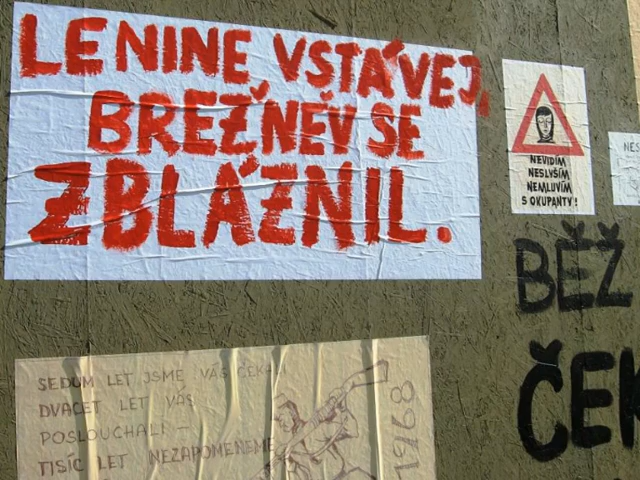 LENINE VSTÁVEJ,
BREŽNĚV SE
ZBLÁZNIL.
NEVIDÍM
NESLYŠÍM
NEMLUVÍM
S OKUPANTY!
NES
BĚŽ
ČEK
SEDUM LET JSME VÁS ČEKALI
DVACET LET VÁS
POSLOUCHALI –
TISÍC LET NEZAPOMENEME
1968